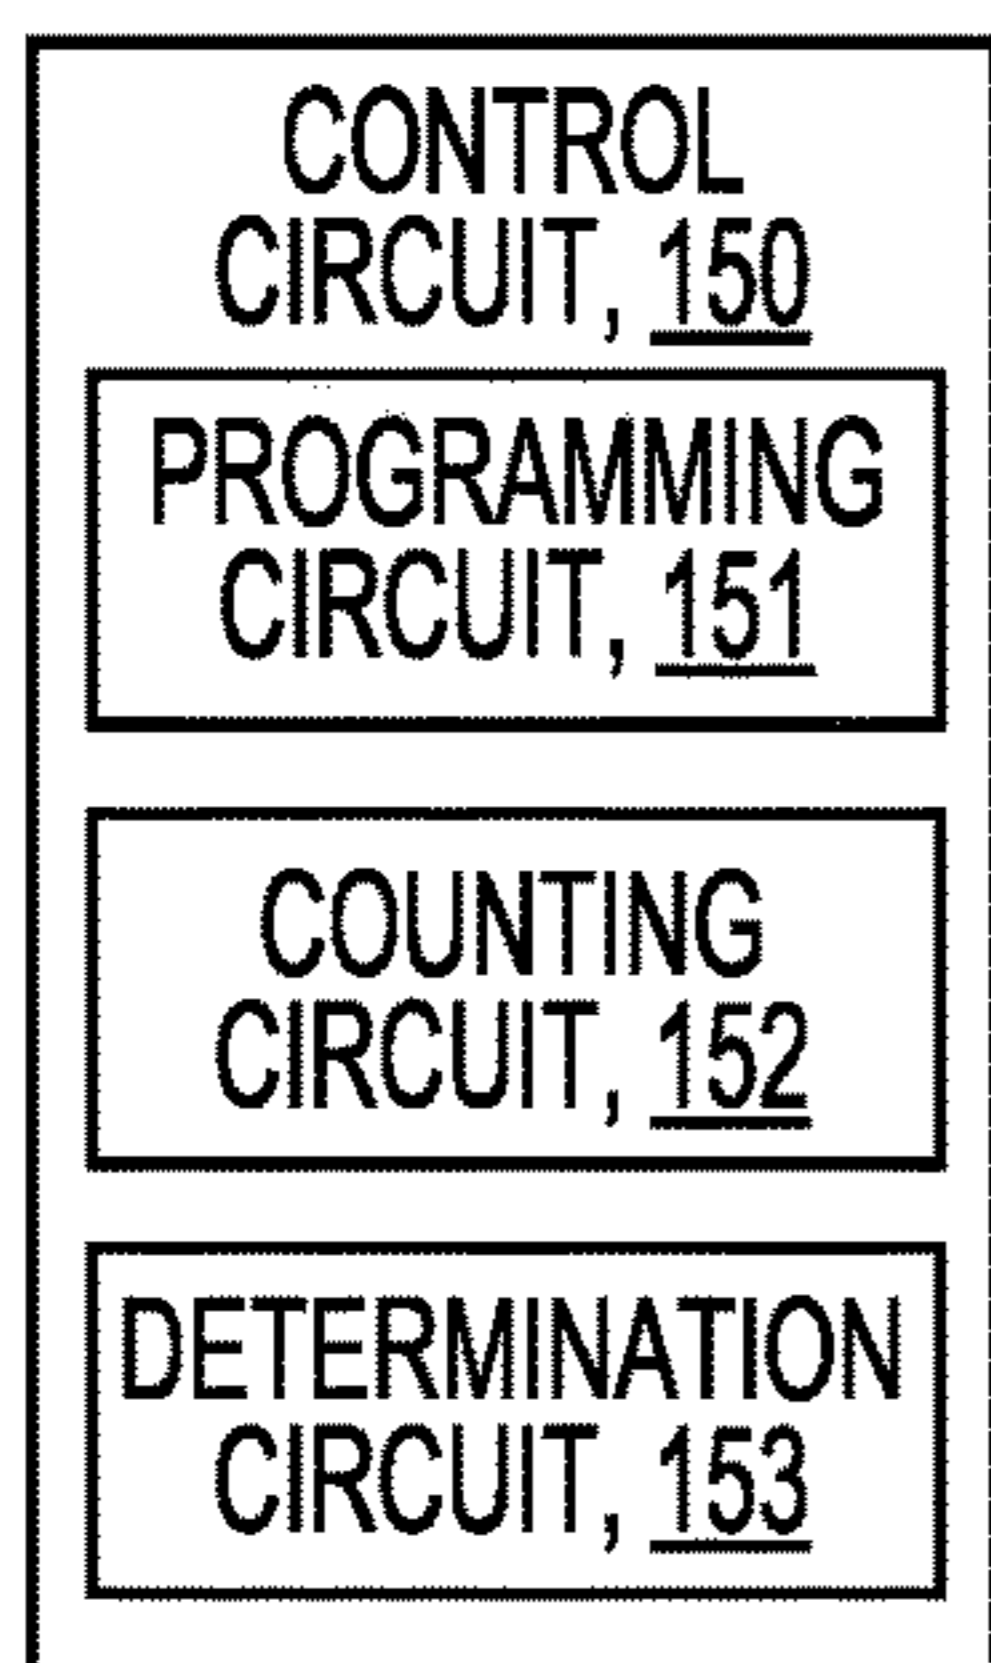 CONTROL
CIRCUIT, 150
PROGRAMMING
CIRCUIT, 151
COUNTING
CIRCUIT, 152
DETERMINATION
CIRCUIT, 153